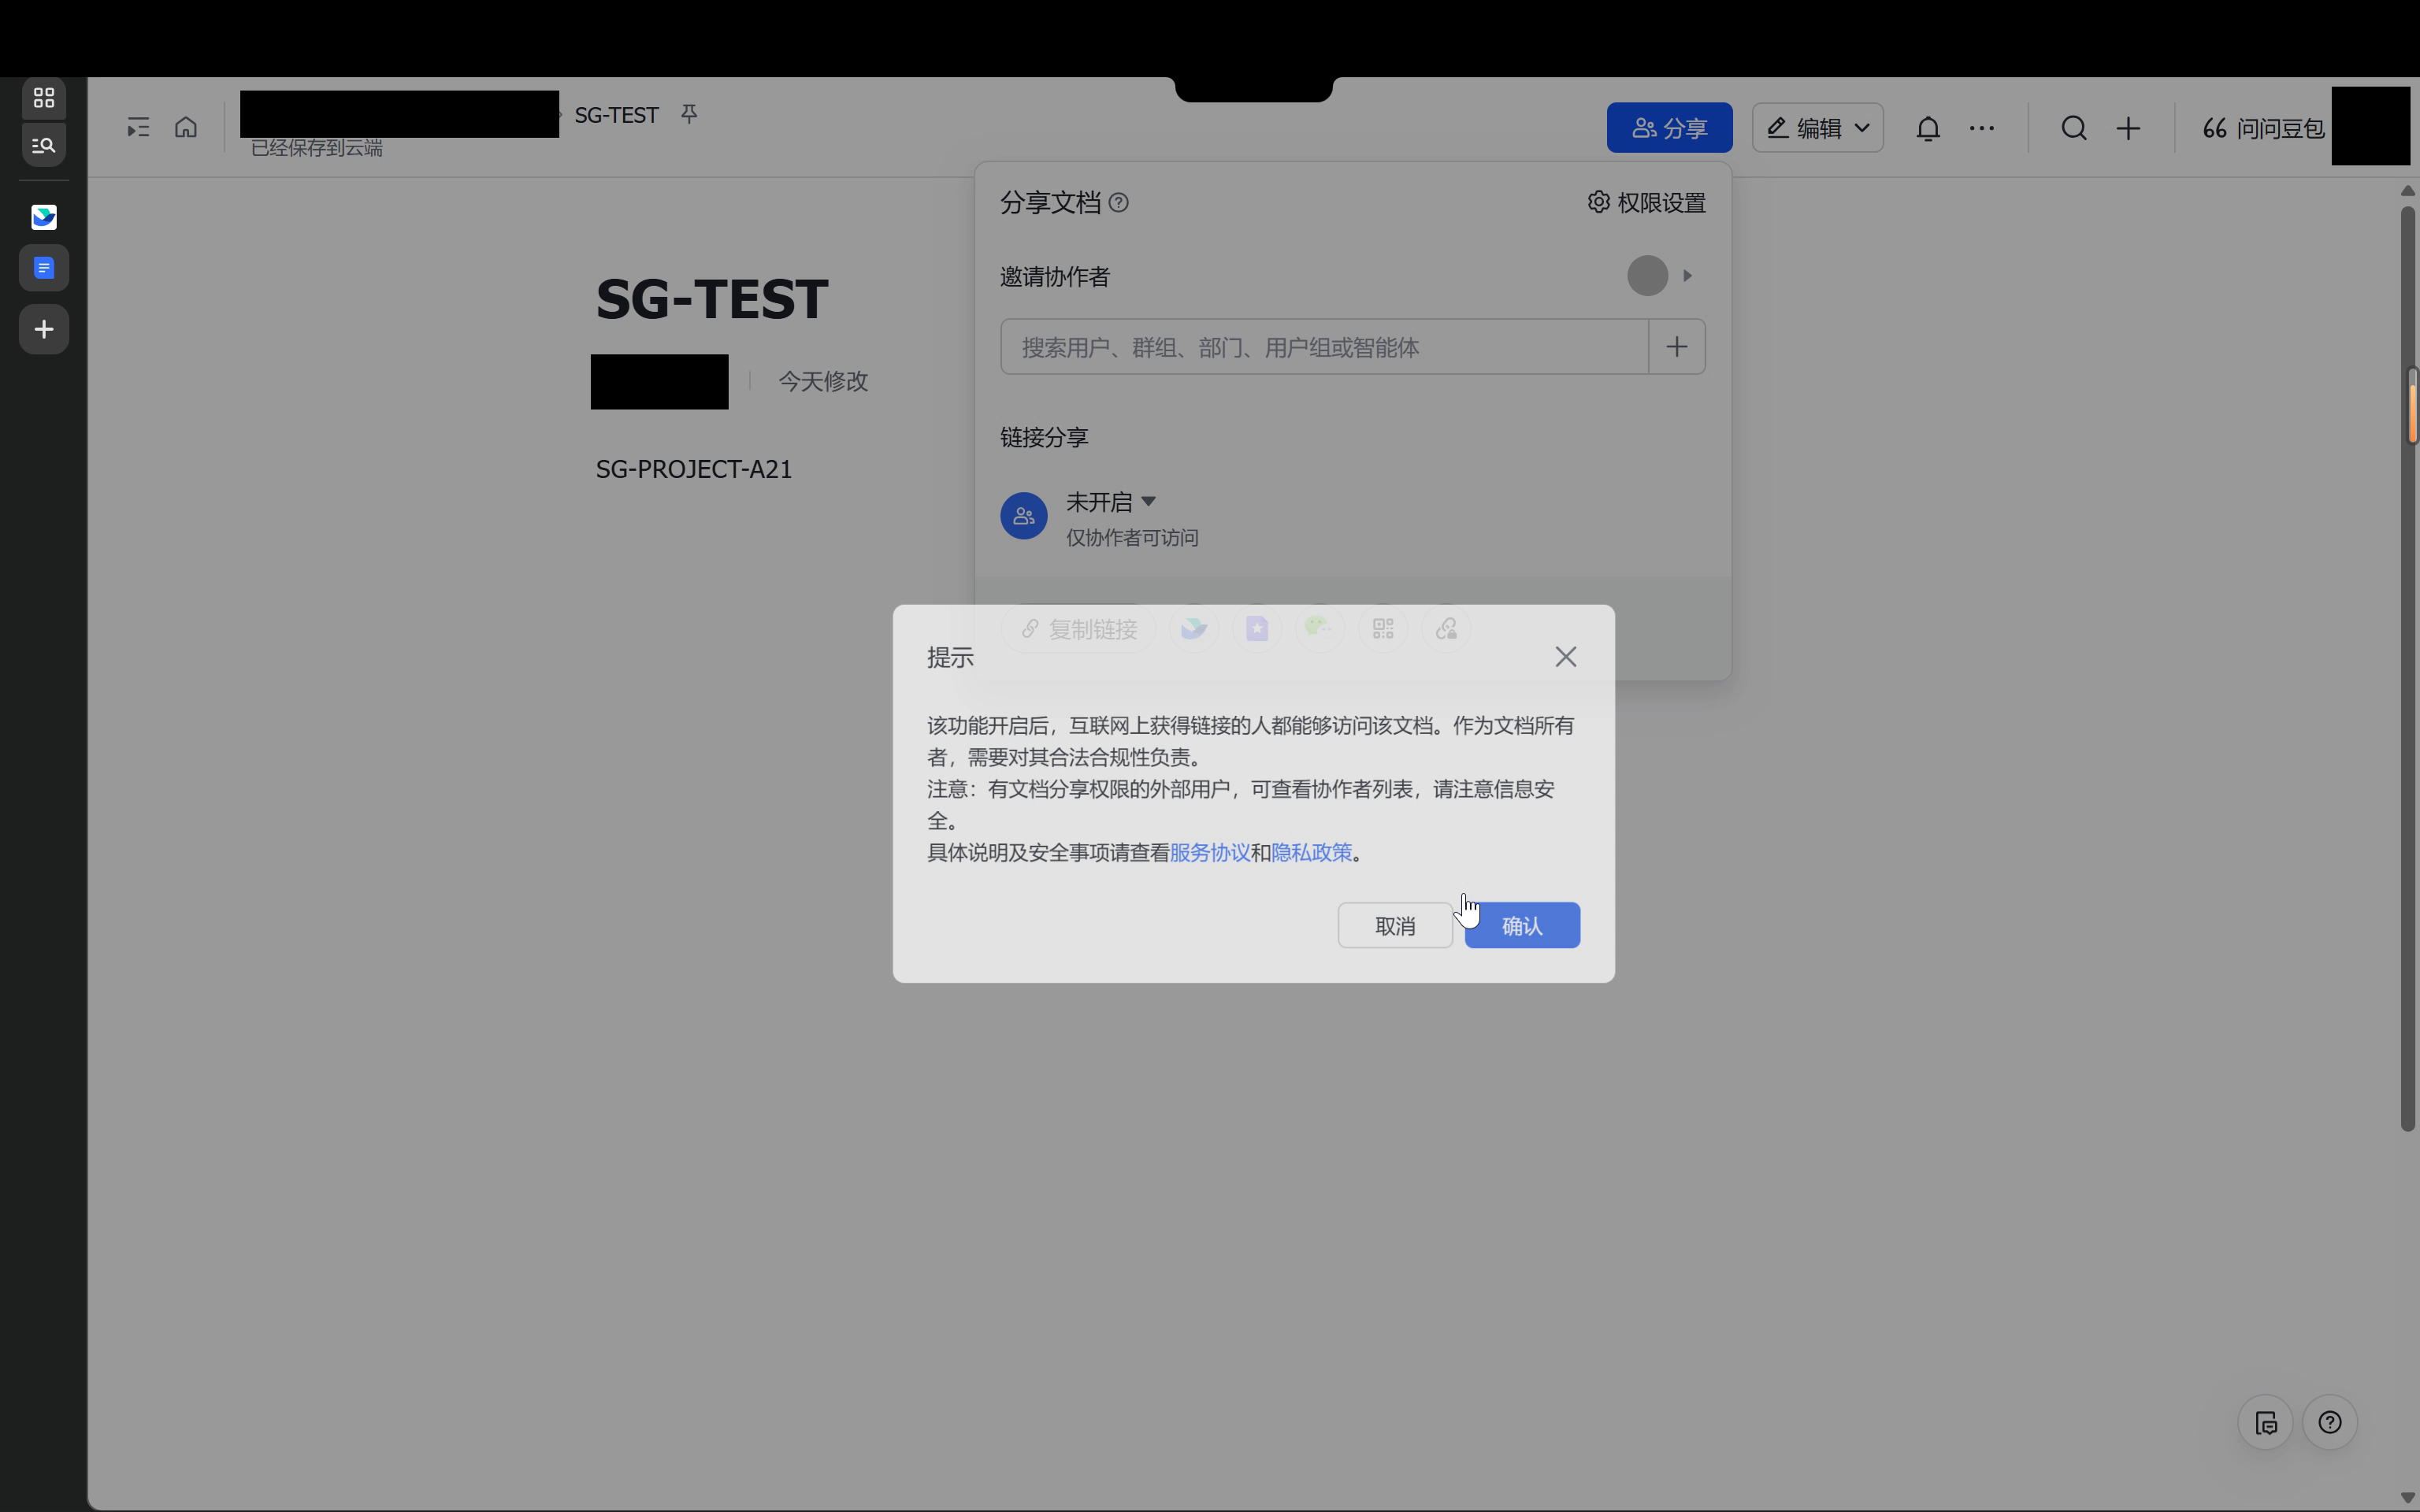 SG-TEST
已经保存到云端
分享
编辑
问问豆包
分享文档
权限设置
SG-TEST
邀请协作者
搜索用户、群组、部门、用户组或智能体
今天修改
链接分享
SG-PROJECT-A21
未开启
仅协作者可访问
复制链接
提示
该功能开启后，互联网上获得链接的人都能够访问该文档。作为文档所有
者，需要对其合法合规性负责。
注意：有文档分享权限的外部用户，可查看协作者列表，请注意信息安
全。
具体说明及安全事项请查看服务协议和隐私政策。
取消
确认